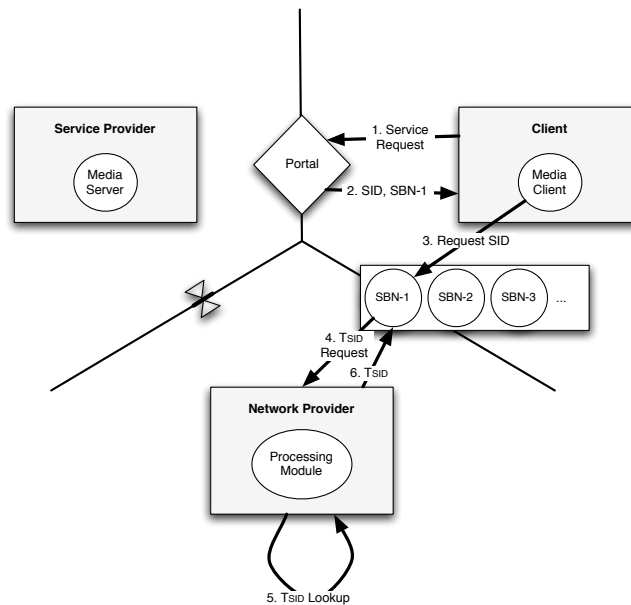 Service Provider
Media
Server
Portal
1. Service
Request
2. SID, SBN-1
Client
Media
Client
3. Request SID
SBN-1
SBN-2
SBN-3
...
4. TSID
Request
6. TSID
Network Provider
Processing
Module
5. TSID Lookup